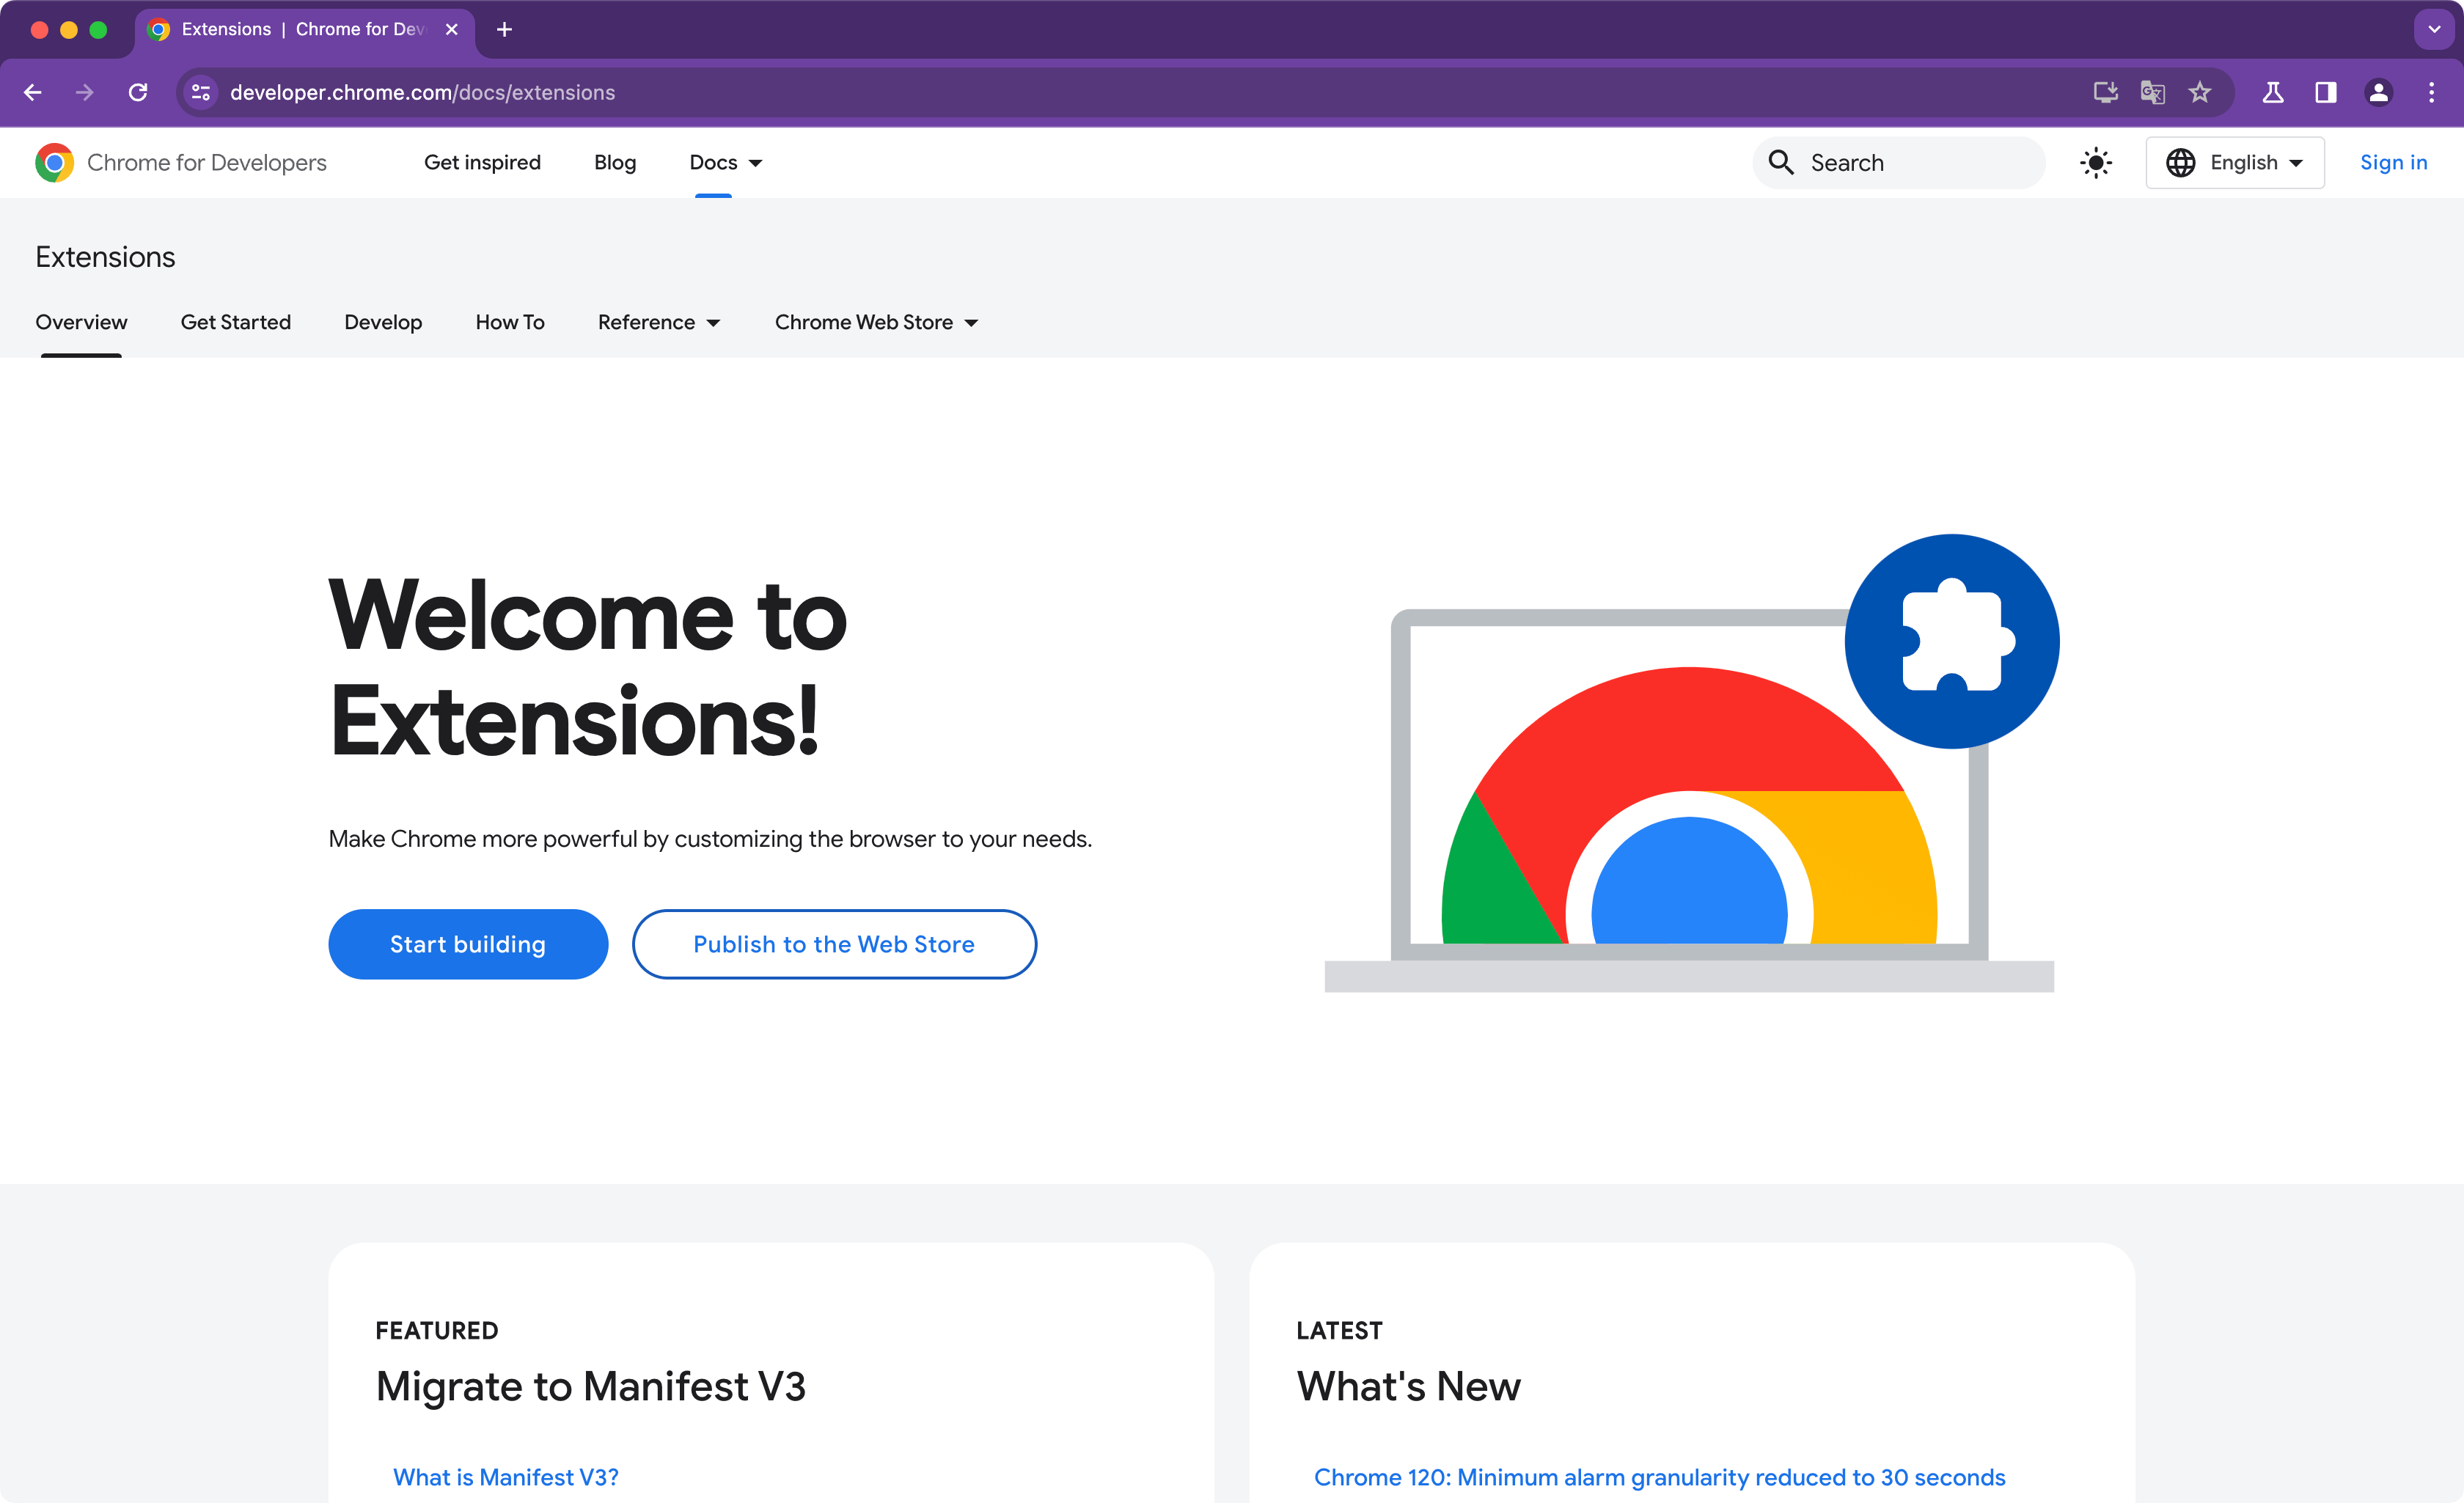 Extensions | Chrome for Dev
developer.chrome.com/docs/extensions
Chrome for Developers
Get inspired
Blog
Docs
Search
English
Sign in
Extensions
Overview
Get Started
Develop
How To
Reference
Chrome Web Store
Welcome to
Extensions!
Make Chrome more powerful by customizing the browser to your needs.
Start building
Publish to the Web Store
FEATURED
Migrate to Manifest V3
What is Manifest V3?
LATEST
What's New
Chrome 120: Minimum alarm granularity reduced to 30 seconds